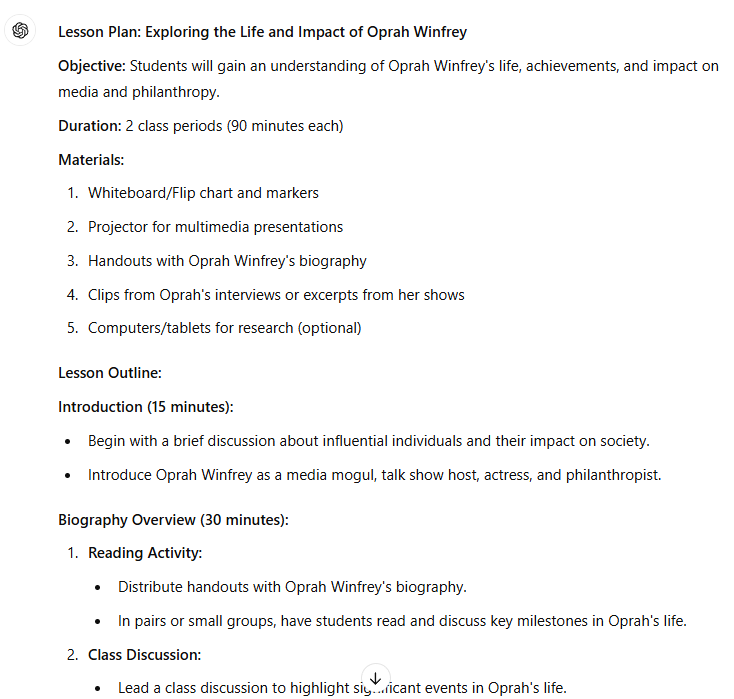 Lesson Plan: Exploring the Life and Impact of Oprah Winfrey
Objective: Students will gain an understanding of Oprah Winfrey's life, achievements, and impact on
media and philanthropy.
Duration: 2 class periods (90 minutes each)
Materials:
1. Whiteboard/Flip chart and markers
2. Projector for multimedia presentations
3. Handouts with Oprah Winfrey's biography
4. Clips from Oprah's interviews or excerpts from her shows
5. Computers/tablets for research (optional)
Lesson Outline:
Introduction (15 minutes):
• Begin with a brief discussion about influential individuals and their impact on society.
• Introduce Oprah Winfrey as a media mogul, talk show host, actress, and philanthropist.
Biography Overview (30 minutes):
1. Reading Activity:
• Distribute handouts with Oprah Winfrey's biography.
• In pairs or small groups, have students read and discuss key milestones in Oprah's life.
2. Class Discussion:
• Lead a class discussion to highlight significant events in Oprah's life.